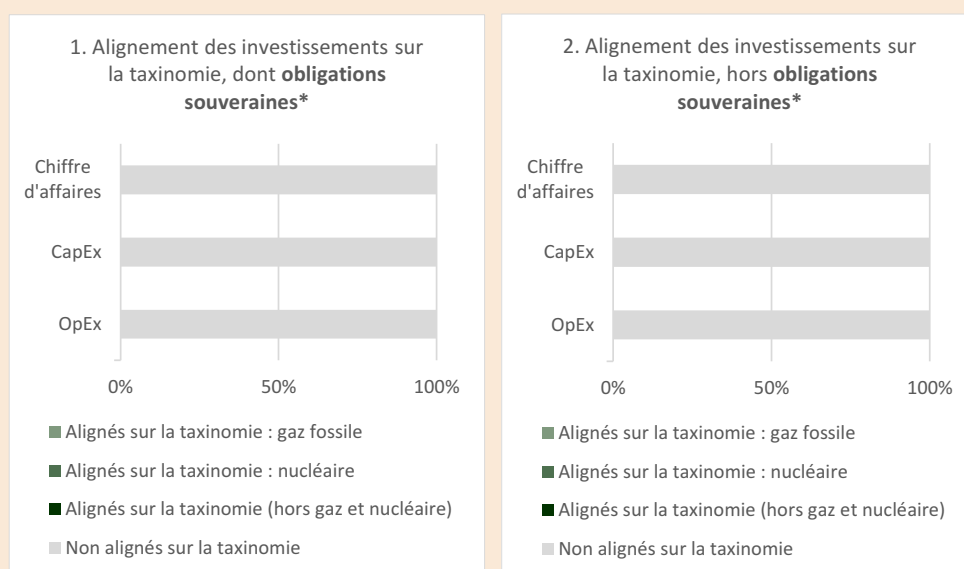 1. Alignement des investissements sur
la taxinomie, dont obligations
souveraines*
Chiffre
d'affaires
CapEx
OpEx
0%
50%
100%
Alignés sur la taxinomie : gaz fossile
Alignés sur la taxinomie : nucléaire
Alignés sur la taxinomie (hors gaz et nucléaire)
Non alignés sur la taxinomie
2. Alignement des investissements sur
la taxinomie, hors obligations
souveraines*
Chiffre
d'affaires
CapEx
OpEx
0%
50%
100%
Alignés sur la taxinomie : gaz fossile
Alignés sur la taxinomie : nucléaire
Alignés sur la taxinomie (hors gaz et nucléaire)
Non alignés sur la taxinomie